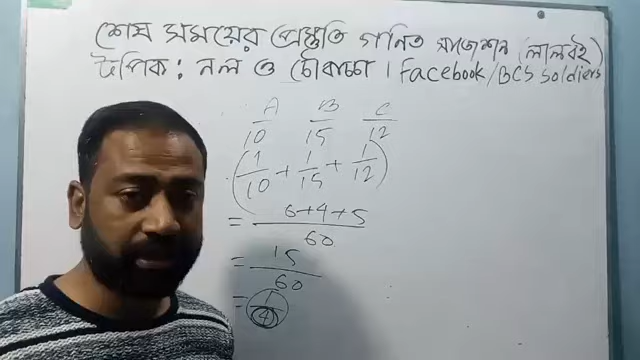 শেষ সময়ের প্রস্তুতি গনিত সাজেশন (লালবই)
টপিক: নল ও চৌবাচ্চা । Facebook/BCS Soldiers
A B C
10 15 12
(1/10 + 1/15 + 1/12)
= 6+4+5/60
= 15/60
= 1/4